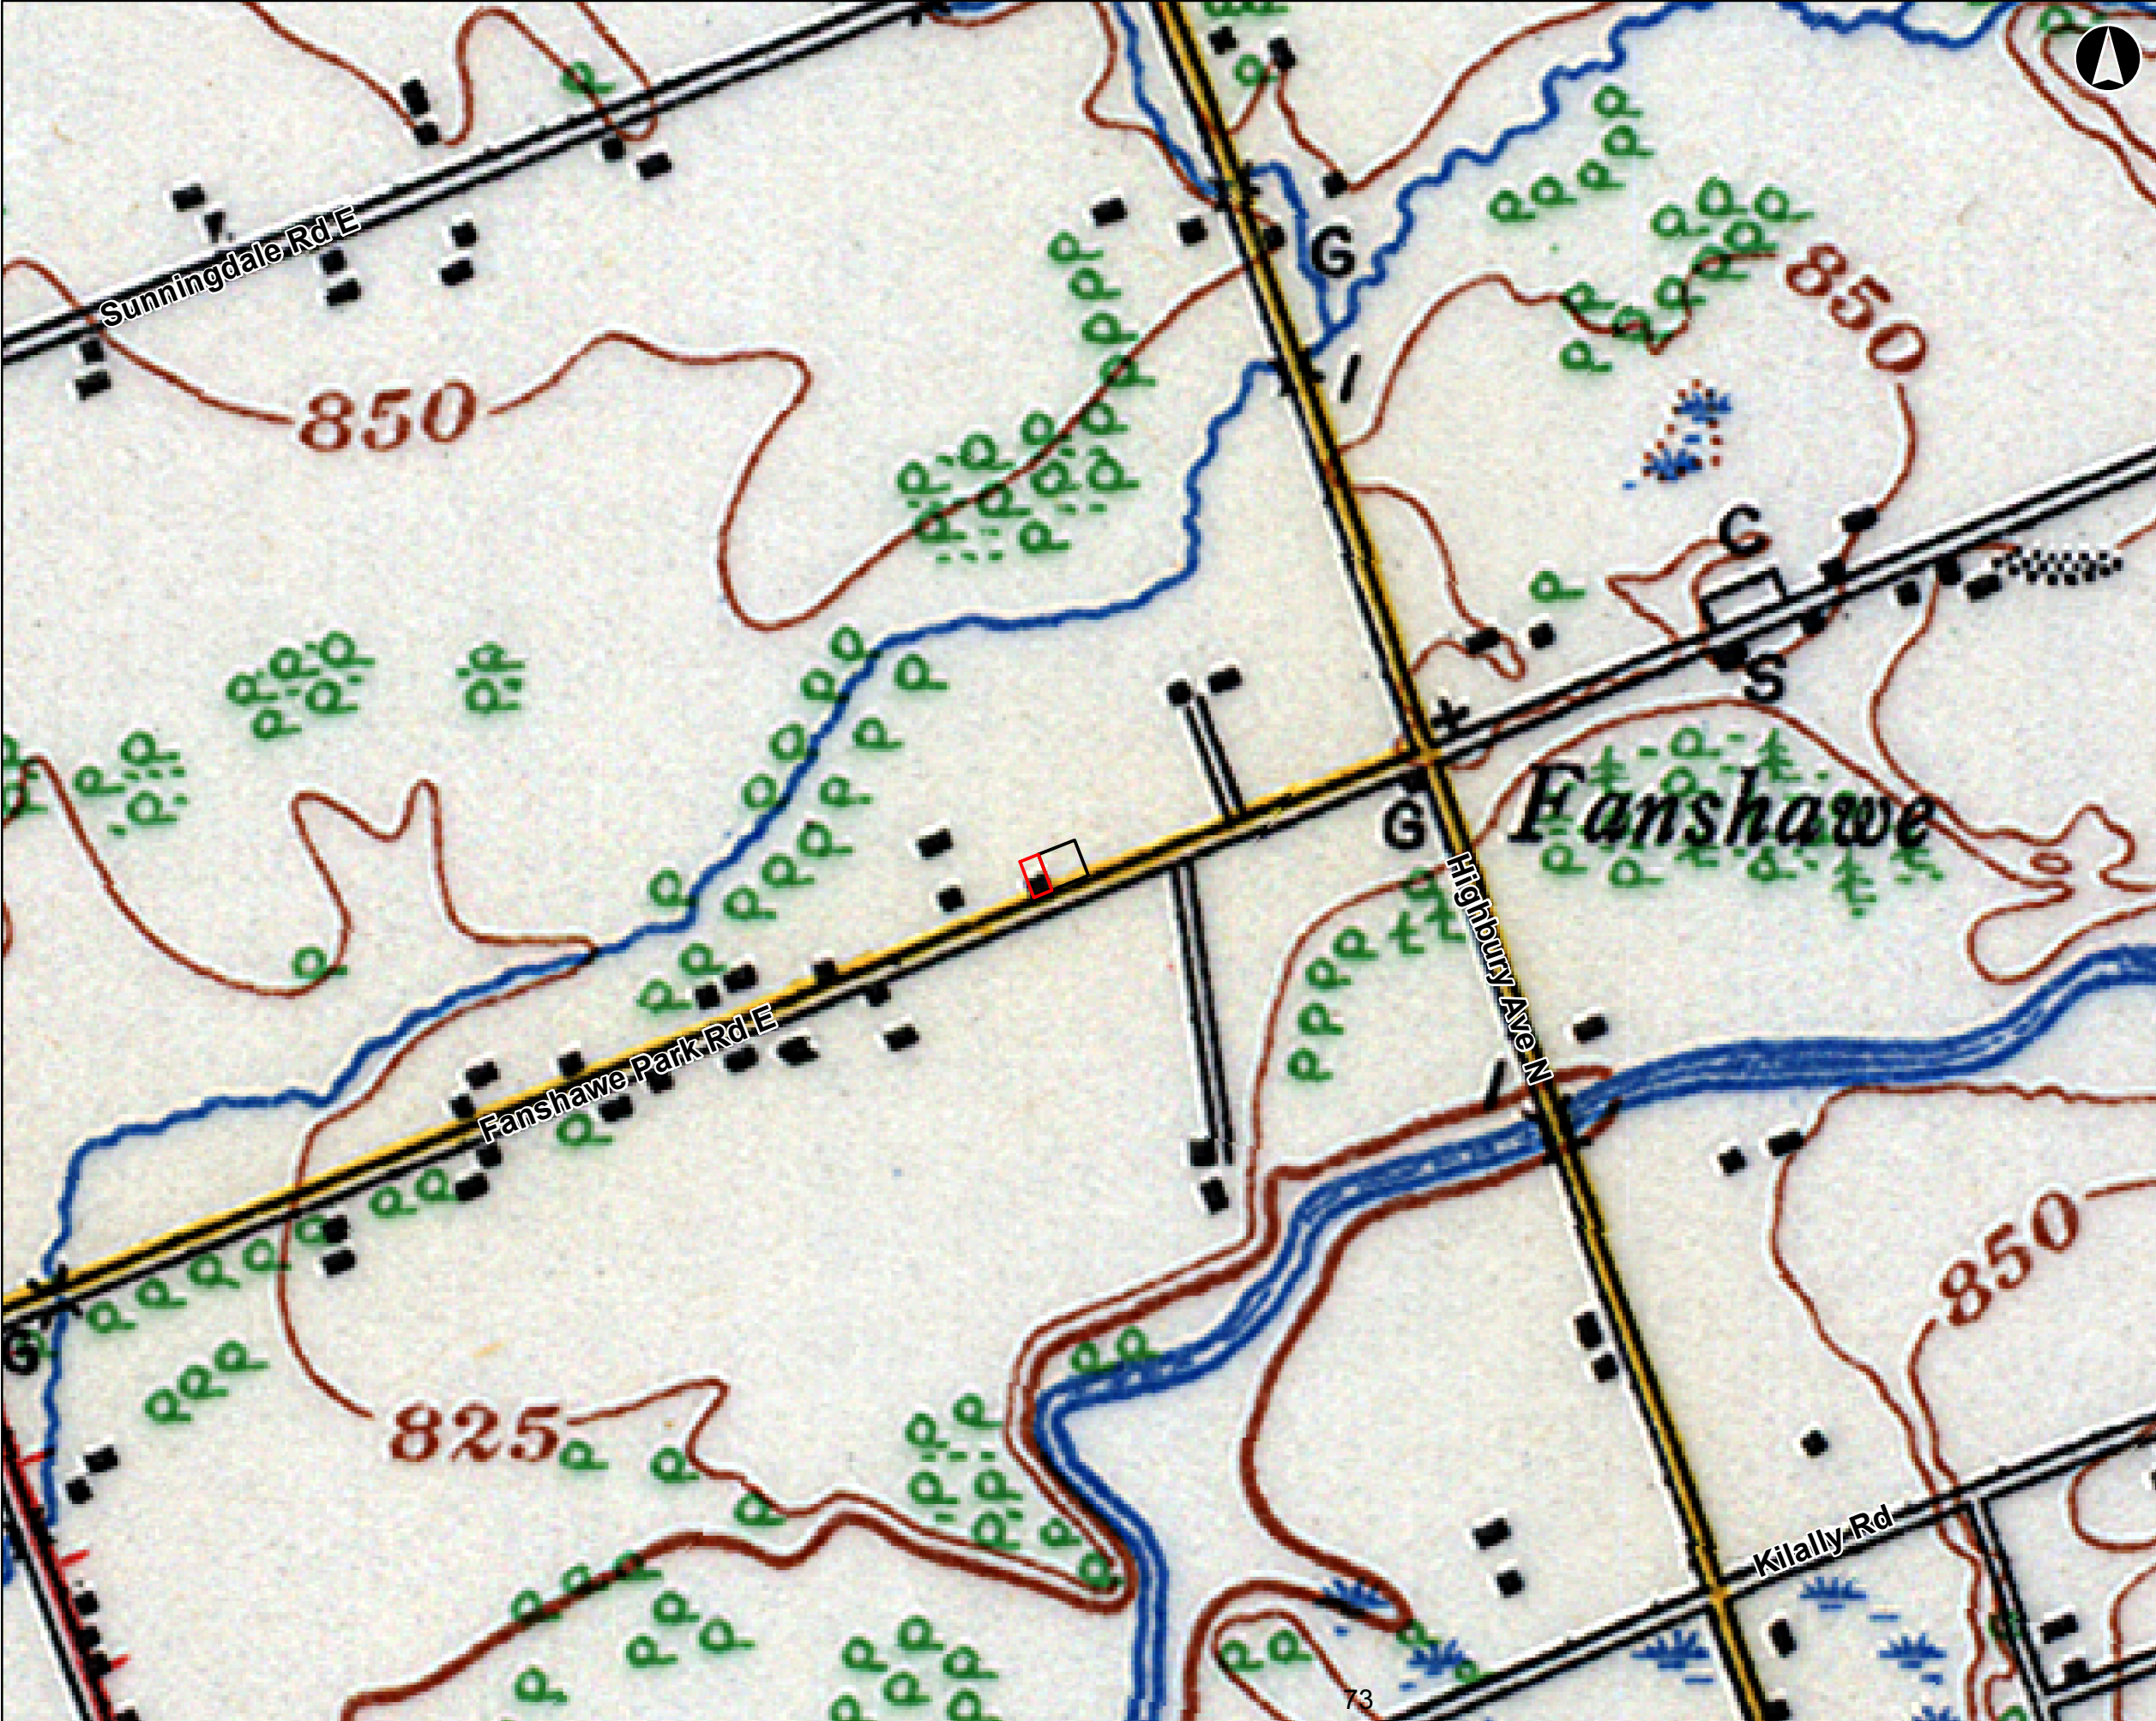 Sunningdale Rd E
G
850
850
I
C
S
Fanshawe
G
Highbury Ave N
Fanshawe Park Rd E
I
850
G
825
Kilally Rd
73